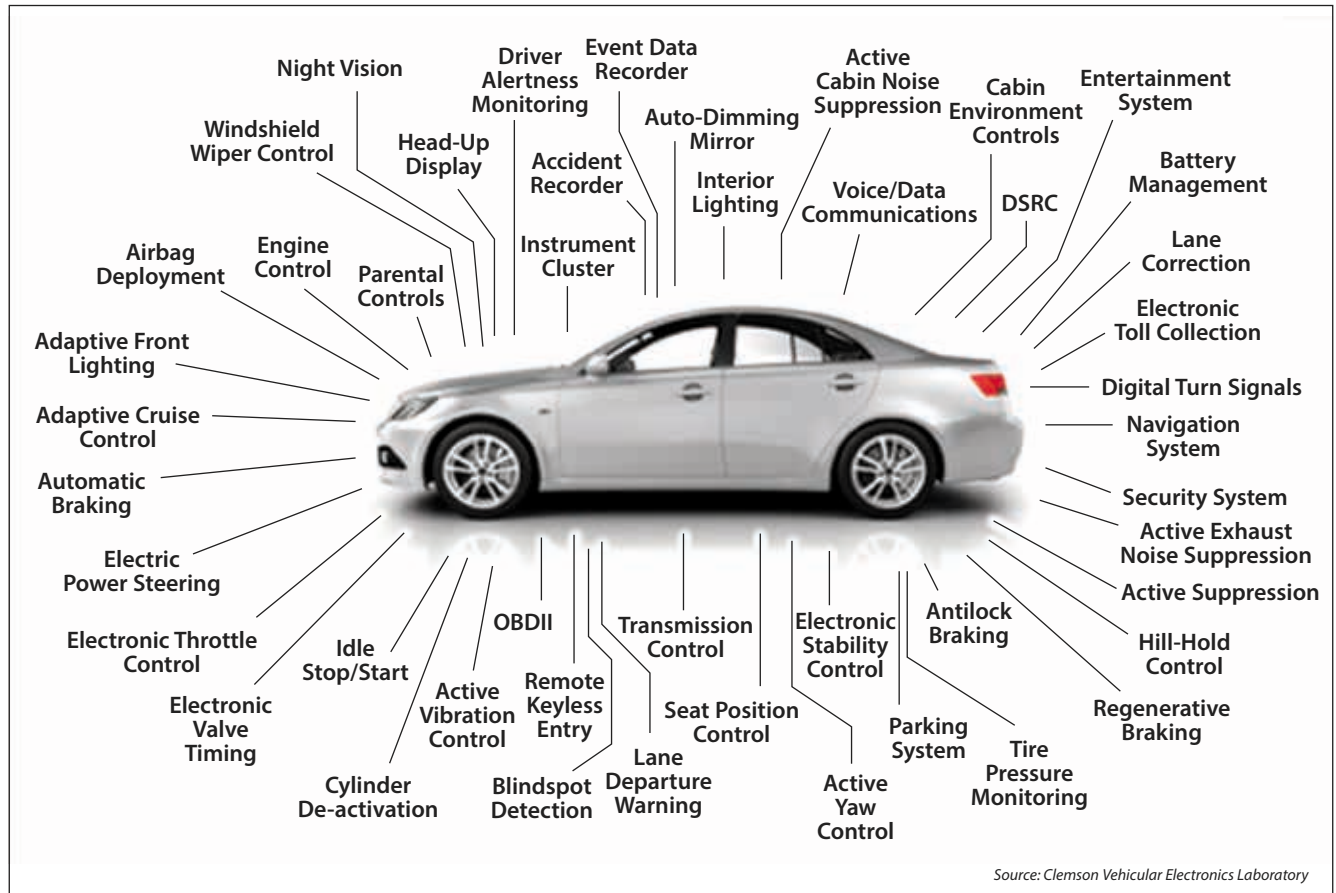 Night Vision
Driver
Alertness
Monitoring
Event Data
Recorder
Active
Cabin Noise
Suppression
Cabin
Environment
Controls
Entertainment
System
Windshield
Wiper Control
Head-Up
Display
Accident
Recorder
Auto-Dimming
Mirror
Interior
Lighting
Voice/Data
Communications
DSRC
Battery
Management
Airbag
Deployment
Engine
Control
Parental
Controls
Instrument
Cluster
Lane
Correction
Electronic
Toll Collection
Adaptive Front
Lighting
Digital Turn Signals
Adaptive Cruise
Control
Navigation
System
Automatic
Braking
Security System
Electric
Power Steering
Active Exhaust
Noise Suppression
Active Suppression
Electronic Throttle
Control
Idle
Stop/Start
OBDII
Transmission
Control
Electronic
Stability
Control
Antilock
Braking
Hill-Hold
Control
Electronic
Valve
Timing
Active
Vibration
Control
Remote
Keyless
Entry
Seat Position
Control
Parking
System
Regenerative
Braking
Cylinder
De-activation
Blindspot
Detection
Lane
Departure
Warning
Active
Yaw
Control
Tire
Pressure
Monitoring
Source: Clemson Vehicular Electronics Laboratory